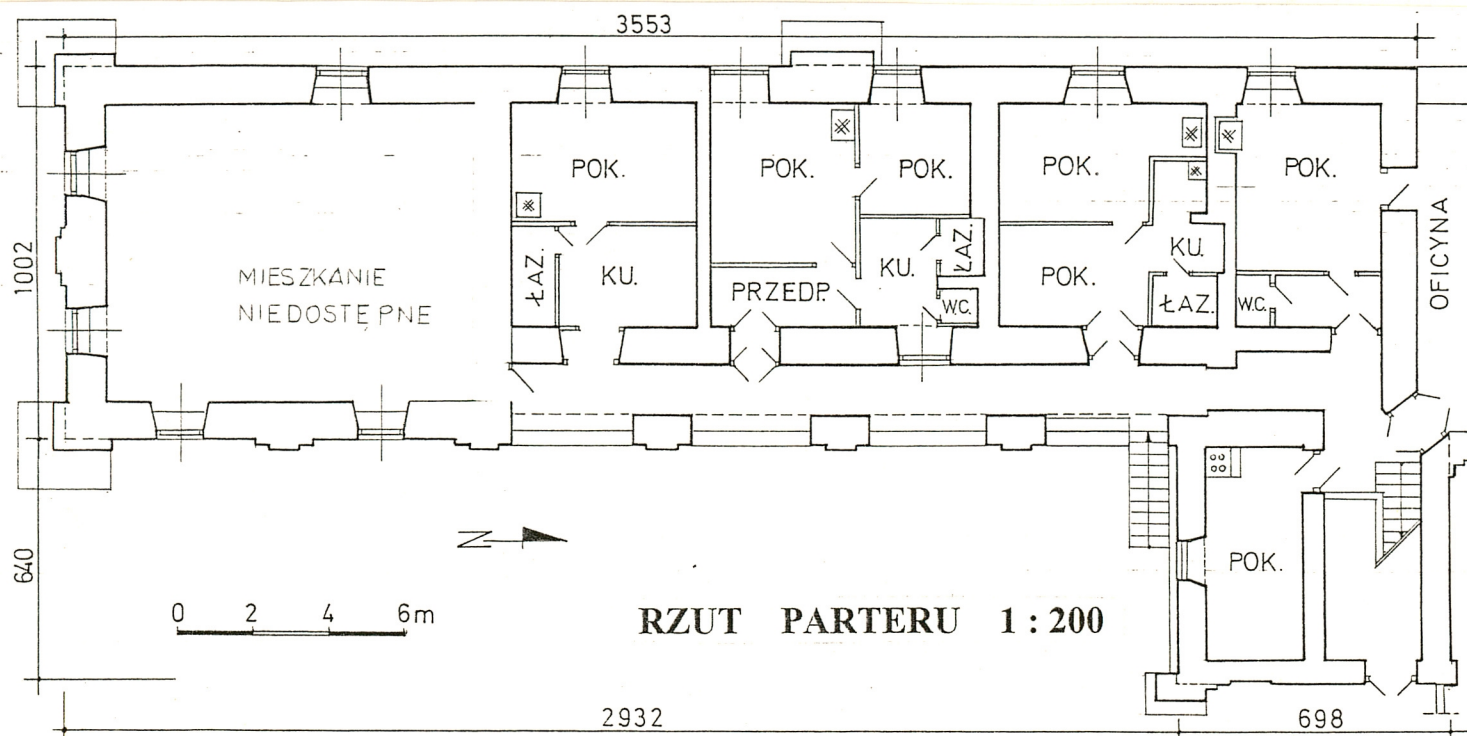 3553
POK.
POK.
POK.
POK.
POK.
OFICYNA
1002
MIESZKANIE
NIEDOSTĘPNE
ŁAZ.
KU.
PRZEDP.
KU.
ŁAZ.
W.C.
POK.
KU.
ŁAZ.
W.C.
N
640
0 2 4 6m
RZUT PARTERU 1 : 200
POK.
2932
698